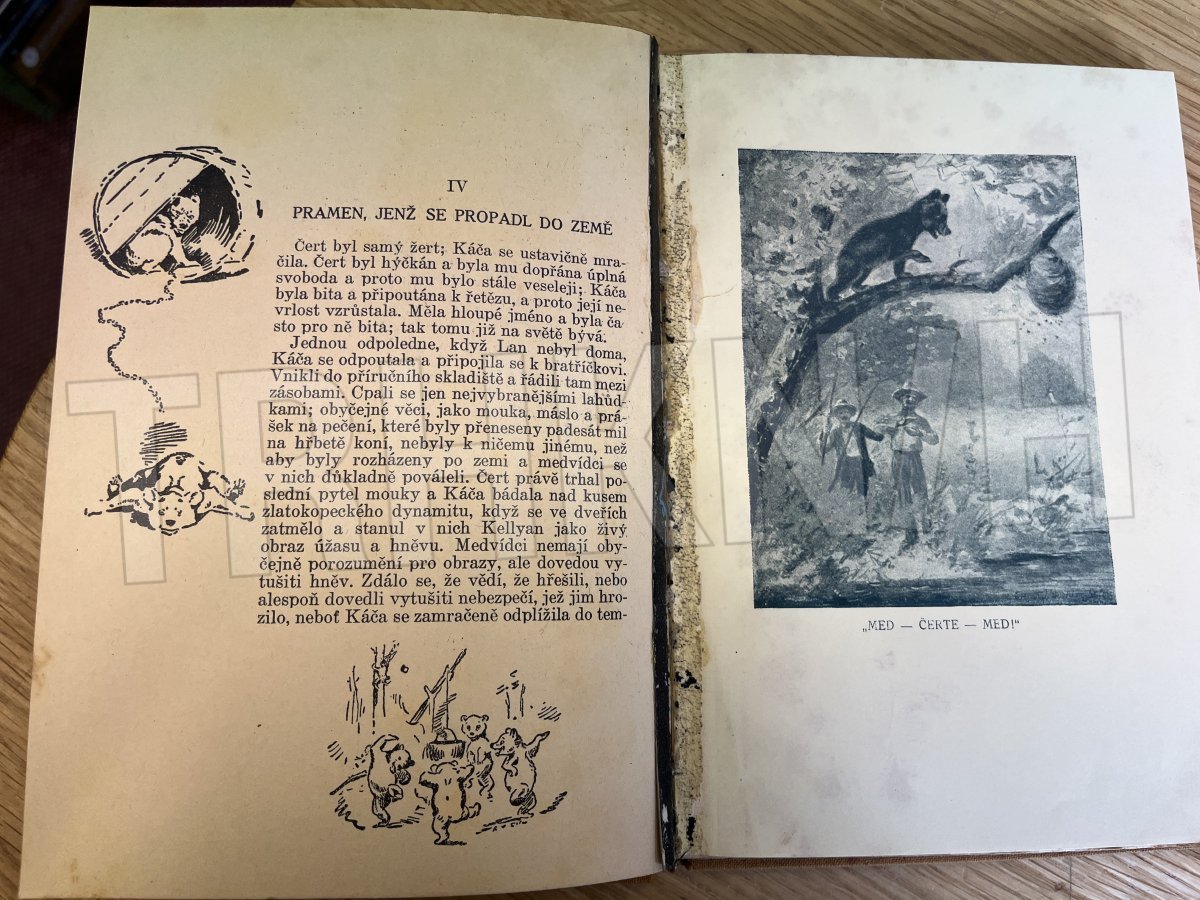 IV
PRAMEN, JENŽ SE PROPADL DO ZEMĚ
Čert byl samý žert; Káča se ustavičně mra-
čila. Čert byl hýčkán a byla mu dopřána úplná
svoboda a proto mu bylo stále veseleji; Káča
byla bita a připoutána k řetězu, a proto její ne-
vrlost vzrůstala. Měla hloupé jméno a byla ča
sto pro ně bita; tak tomu již na světě bývá.
Jednou odpoledne, když Lan nebyl doma,
Káča se odpoutala a připojila se k bratříčkovi.
Vnikli do příručního skladiště a řádili tam mezi
zásobami. Cpali se jen nejvybranějšími lahůd-
kami; obyčejné věci, jako mouka, máslo a prá-
šek na pečení, které byly přeneseny padesát mil
na hřbetě koní, nebyly k ničemu jinému, než
aby byly rozházeny po zemi a medvídci se
v nich důkladně pováleli. Čert právě trhal po-
slední pytel mouky a Káča bádala nad kusem
zlatokopeckého dynamitu, když se ve dveřích
zatmělo a stanul v nich Kellyan jako živý
obraz úžasu a hněvu. Medvídci nemají oby-
čejně porozumění pro obrazy, ale dovedou vy-
tušiti hněv. Zdálo se, že vědí, že hřešili, nebo
alespoň dovedli vytušiti nebezpečí, jež jim hro-
zilo, neboť Káča se zamračeně odplížila do tem-
„MED — ČERTE — MED!“